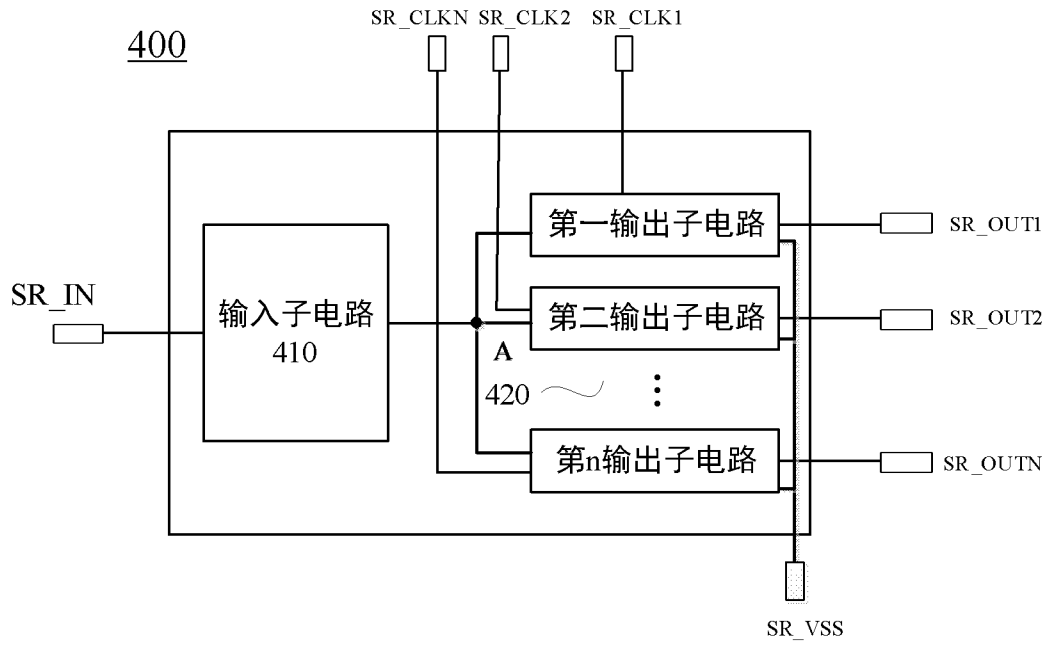 400
SR_CLKN
SR_CLK2
SR_CLK1
SR_IN
输入子电路
410
第一输出子电路
SR_OUT1
第二输出子电路
SR_OUT2
A
420
第n输出子电路
SR_OUTN
SR_VSS